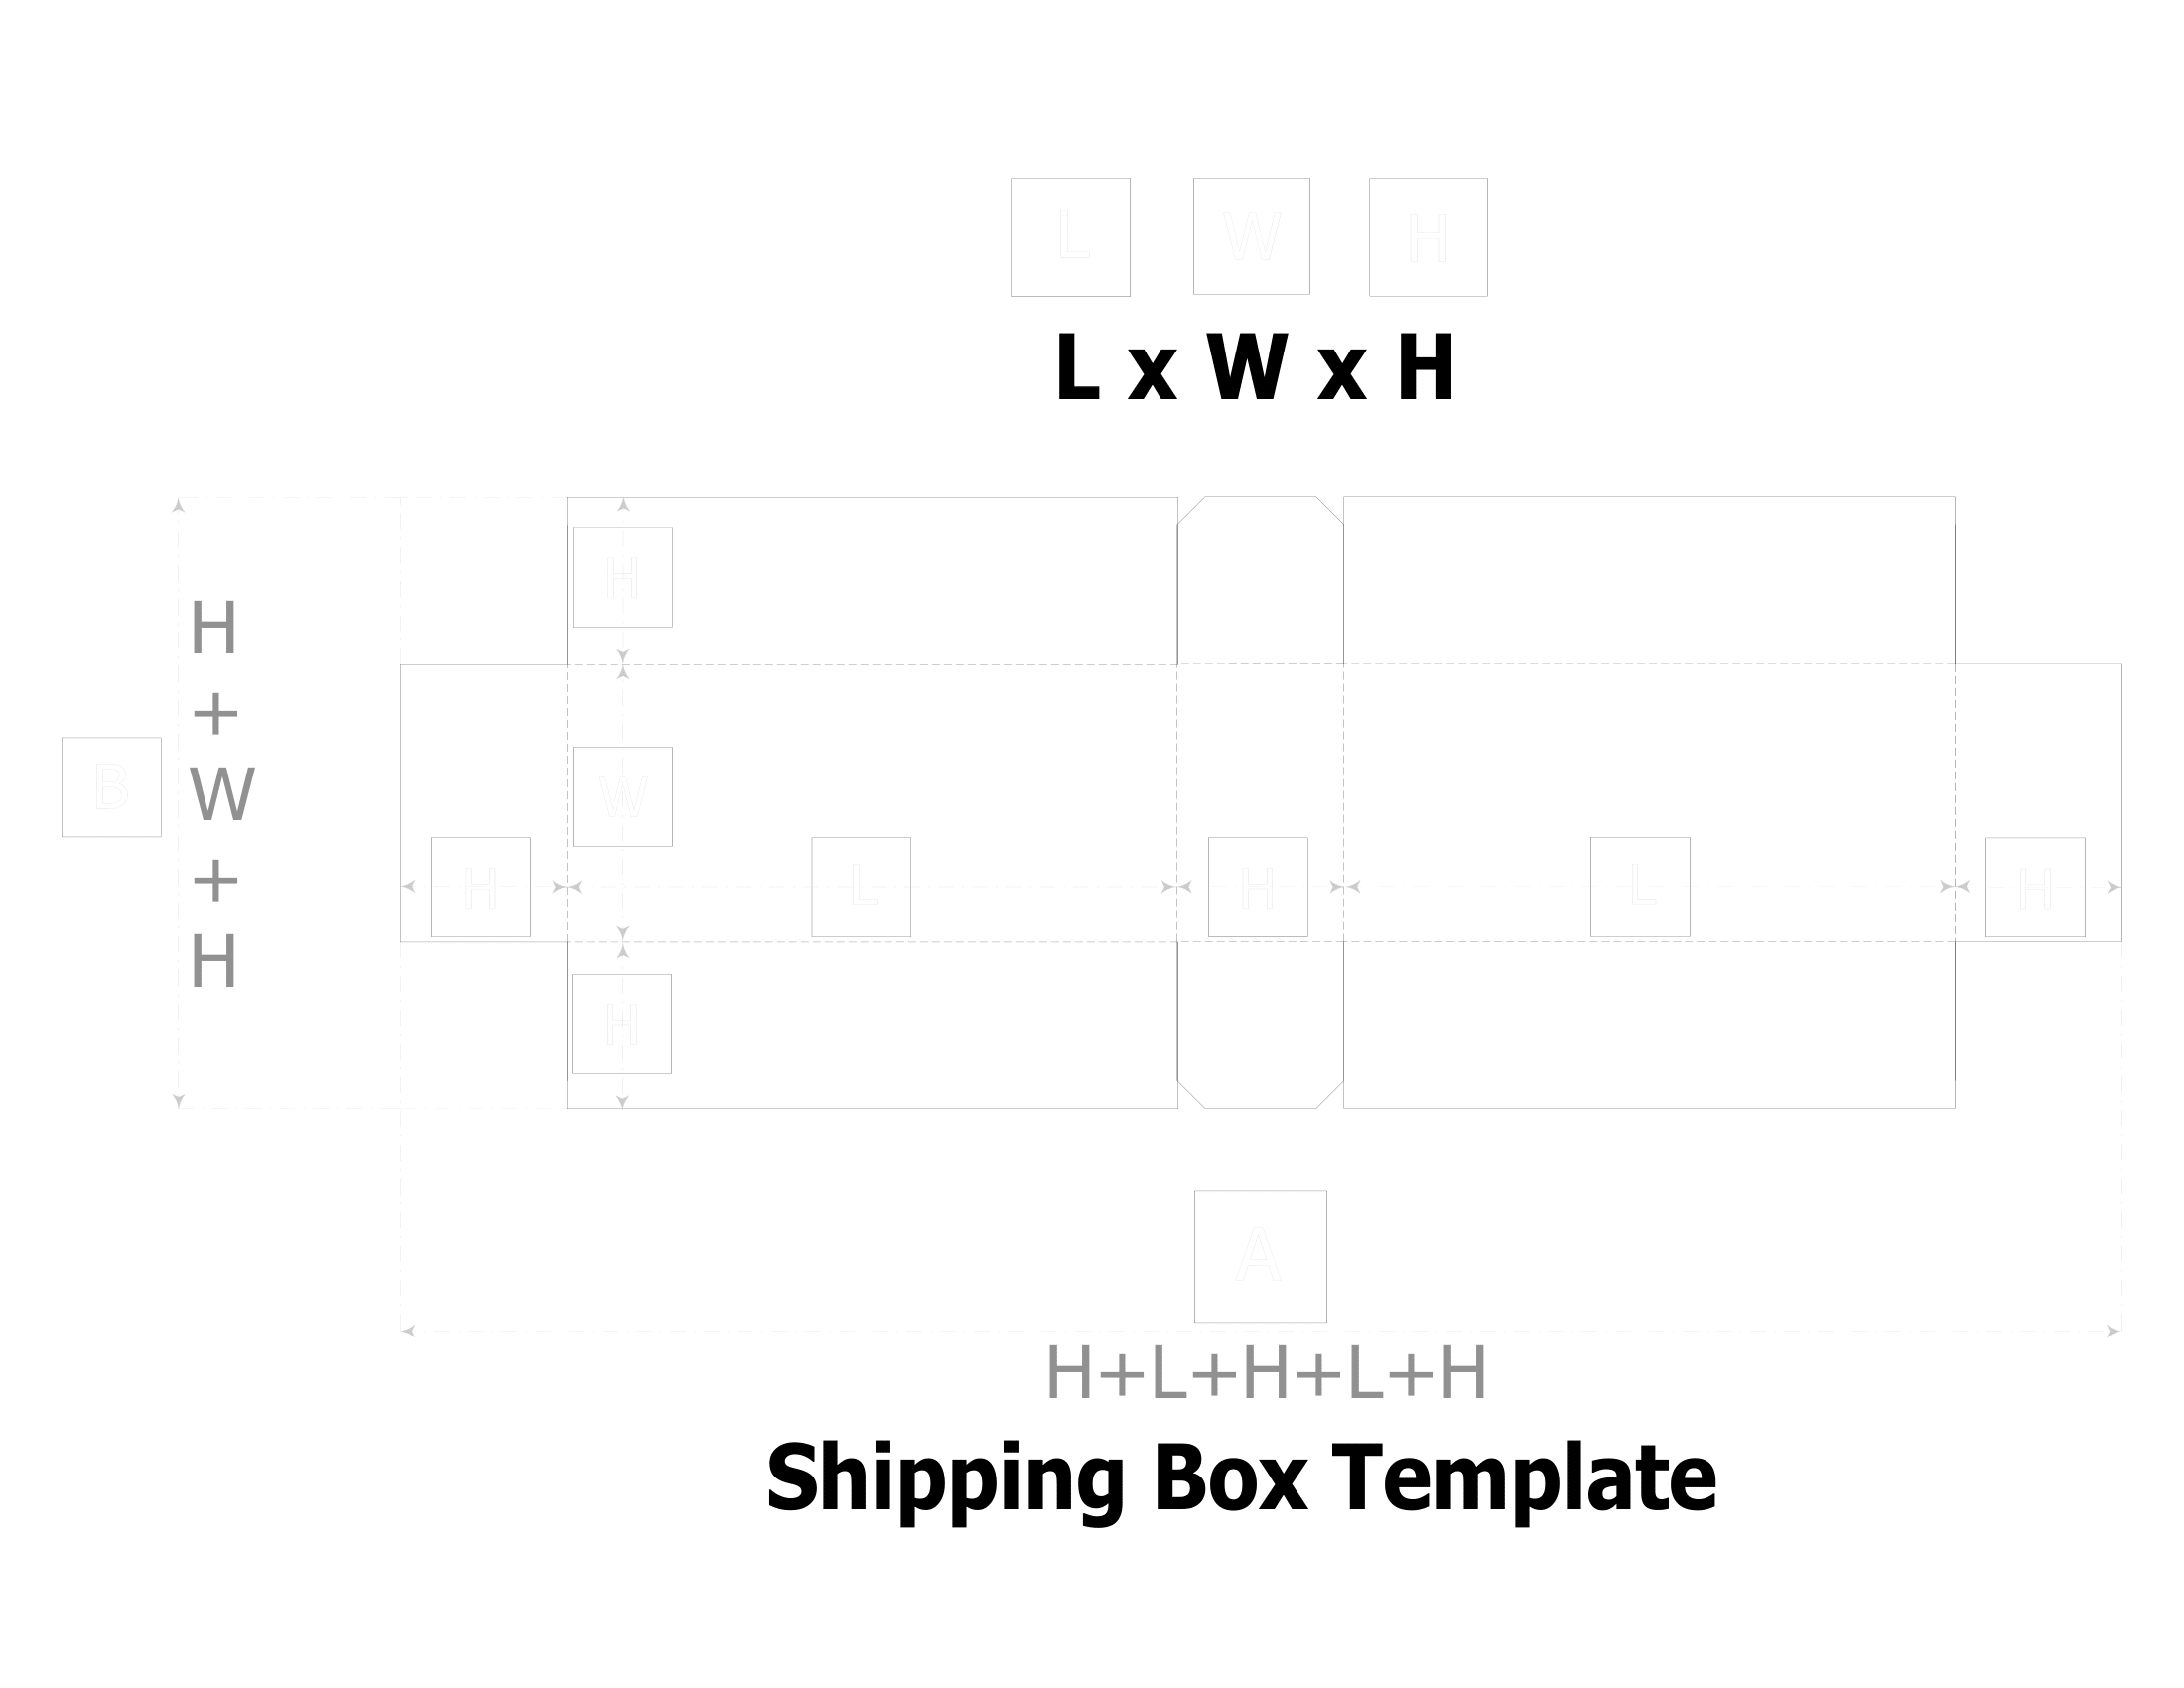 L W H
L x W x H
H
H
+
W
+
H
B
W
H L H L H
H
A
H+L+H+L+H
Shipping Box Template